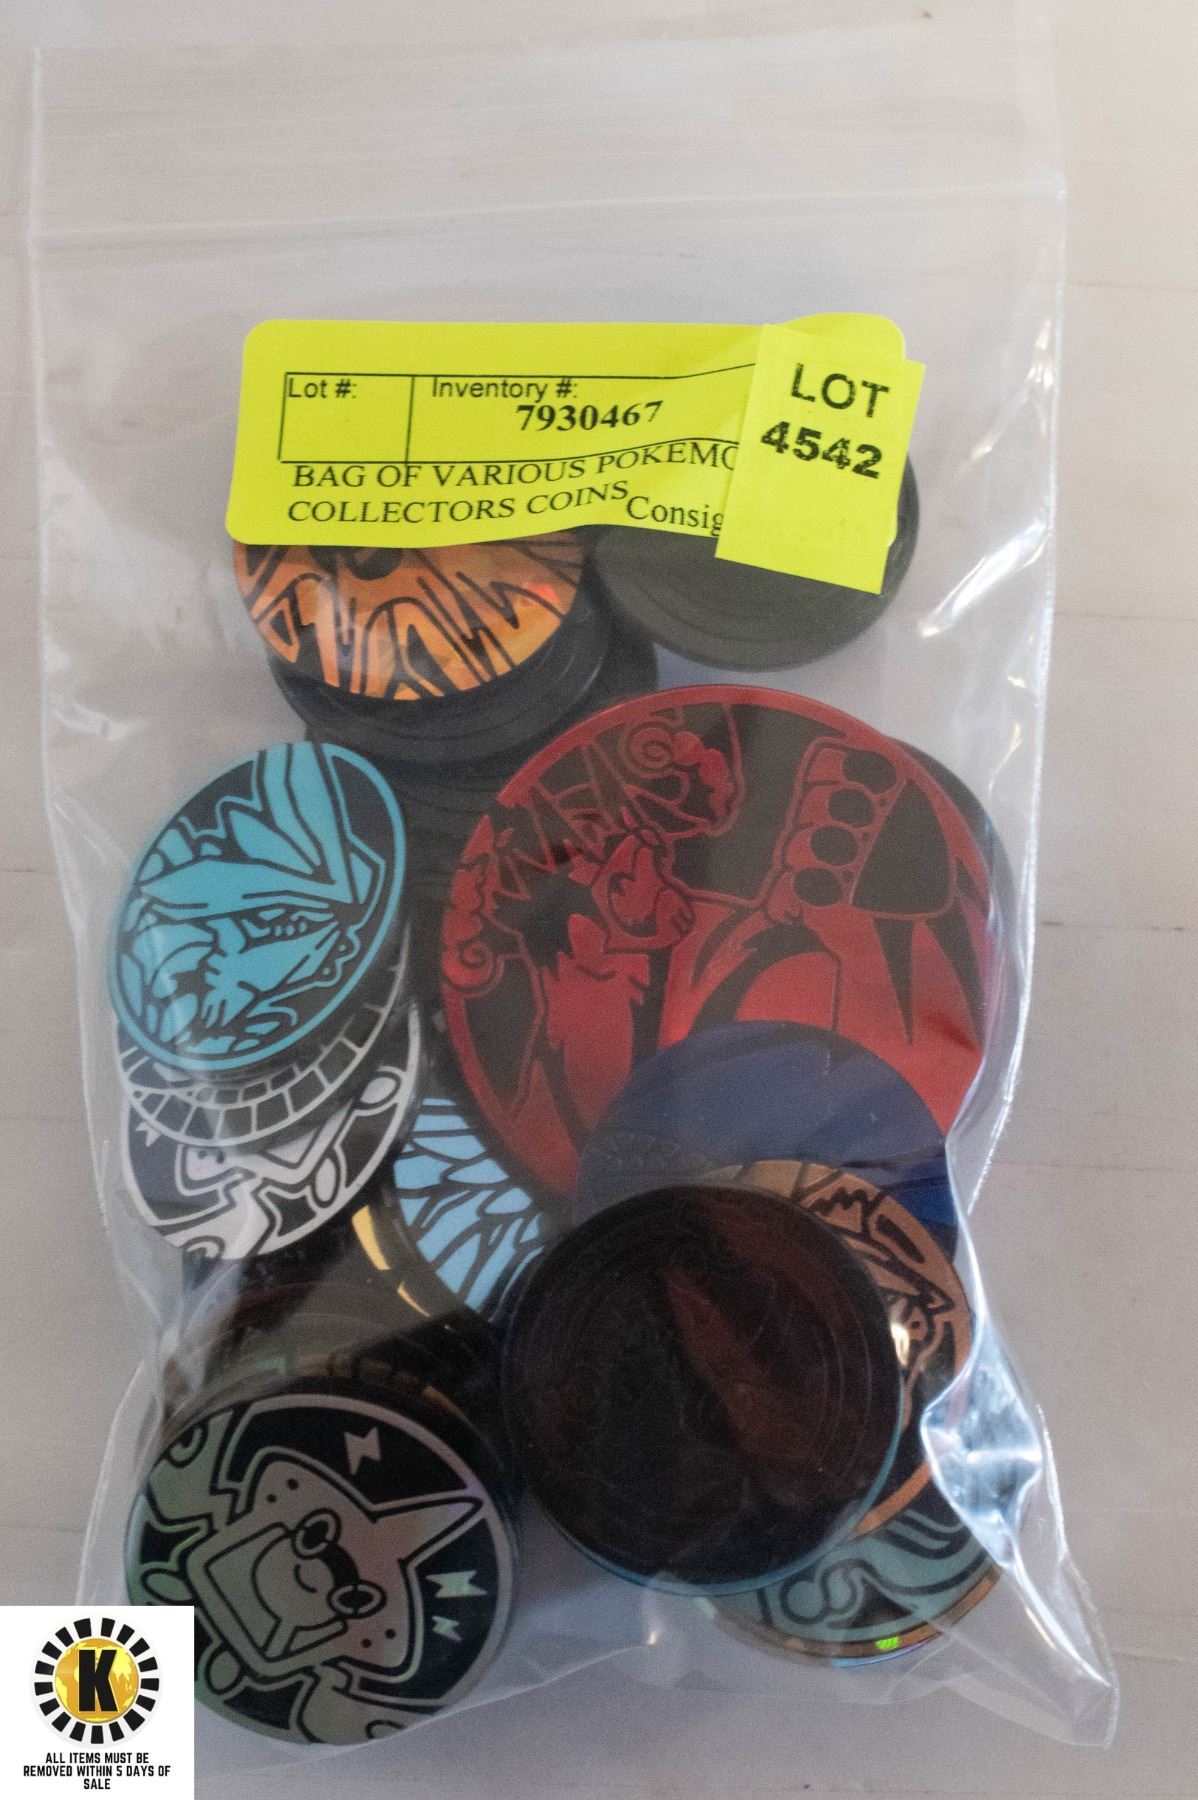 Lot #:
Inventory #:
7930467
LOT
4542
BAG OF VARIOUS POKEMO
COLLECTORS COINS
Consig
K
ALL ITEMS MUST BE
REMOVED WITHIN 5 DAYS OF
SALE